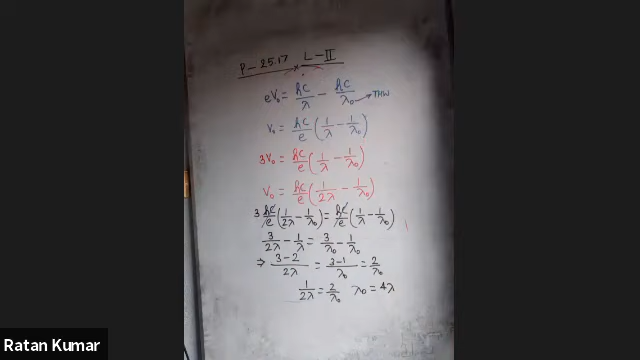 P-25.17 L-II
eV₀ = hc/λ - hc/λ₀ → THW
V₀ = hc/e (1/λ - 1/λ₀)
3V₀ = hc/e (1/λ - 1/λ₀)
V₀ = hc/e (1/2λ - 1/λ₀)
3 hc/e (1/2λ - 1/λ₀) = hc/e (1/λ - 1/λ₀)
3/2λ - 1/λ = 3/λ₀ - 1/λ₀
⇒ 3-2/2λ = 3-1/λ₀ = 2/λ₀
1/2λ = 2/λ₀ λ₀ = 4λ
Ratan Kumar